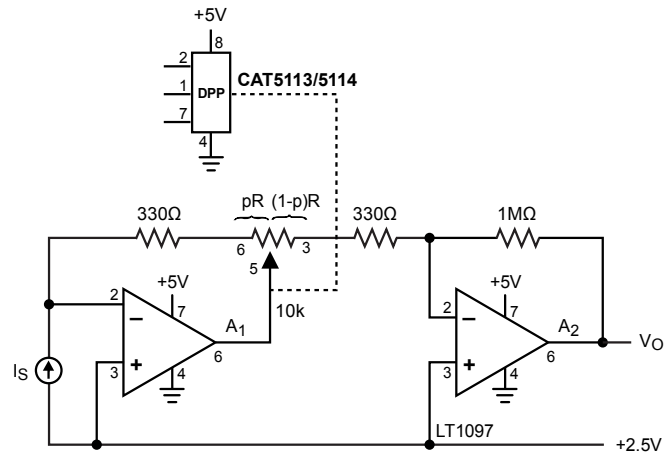 +5V
8
2
CAT5113/5114
1
DPP
7
4
pR (1-p)R
330Ω
330Ω
1MΩ
6
3
5
+5V
+5V
2
7
10k
2
7
–
A1
–
A2
6
6
VO
+
+
3
4
3
4
IS
LT1097
+2.5V